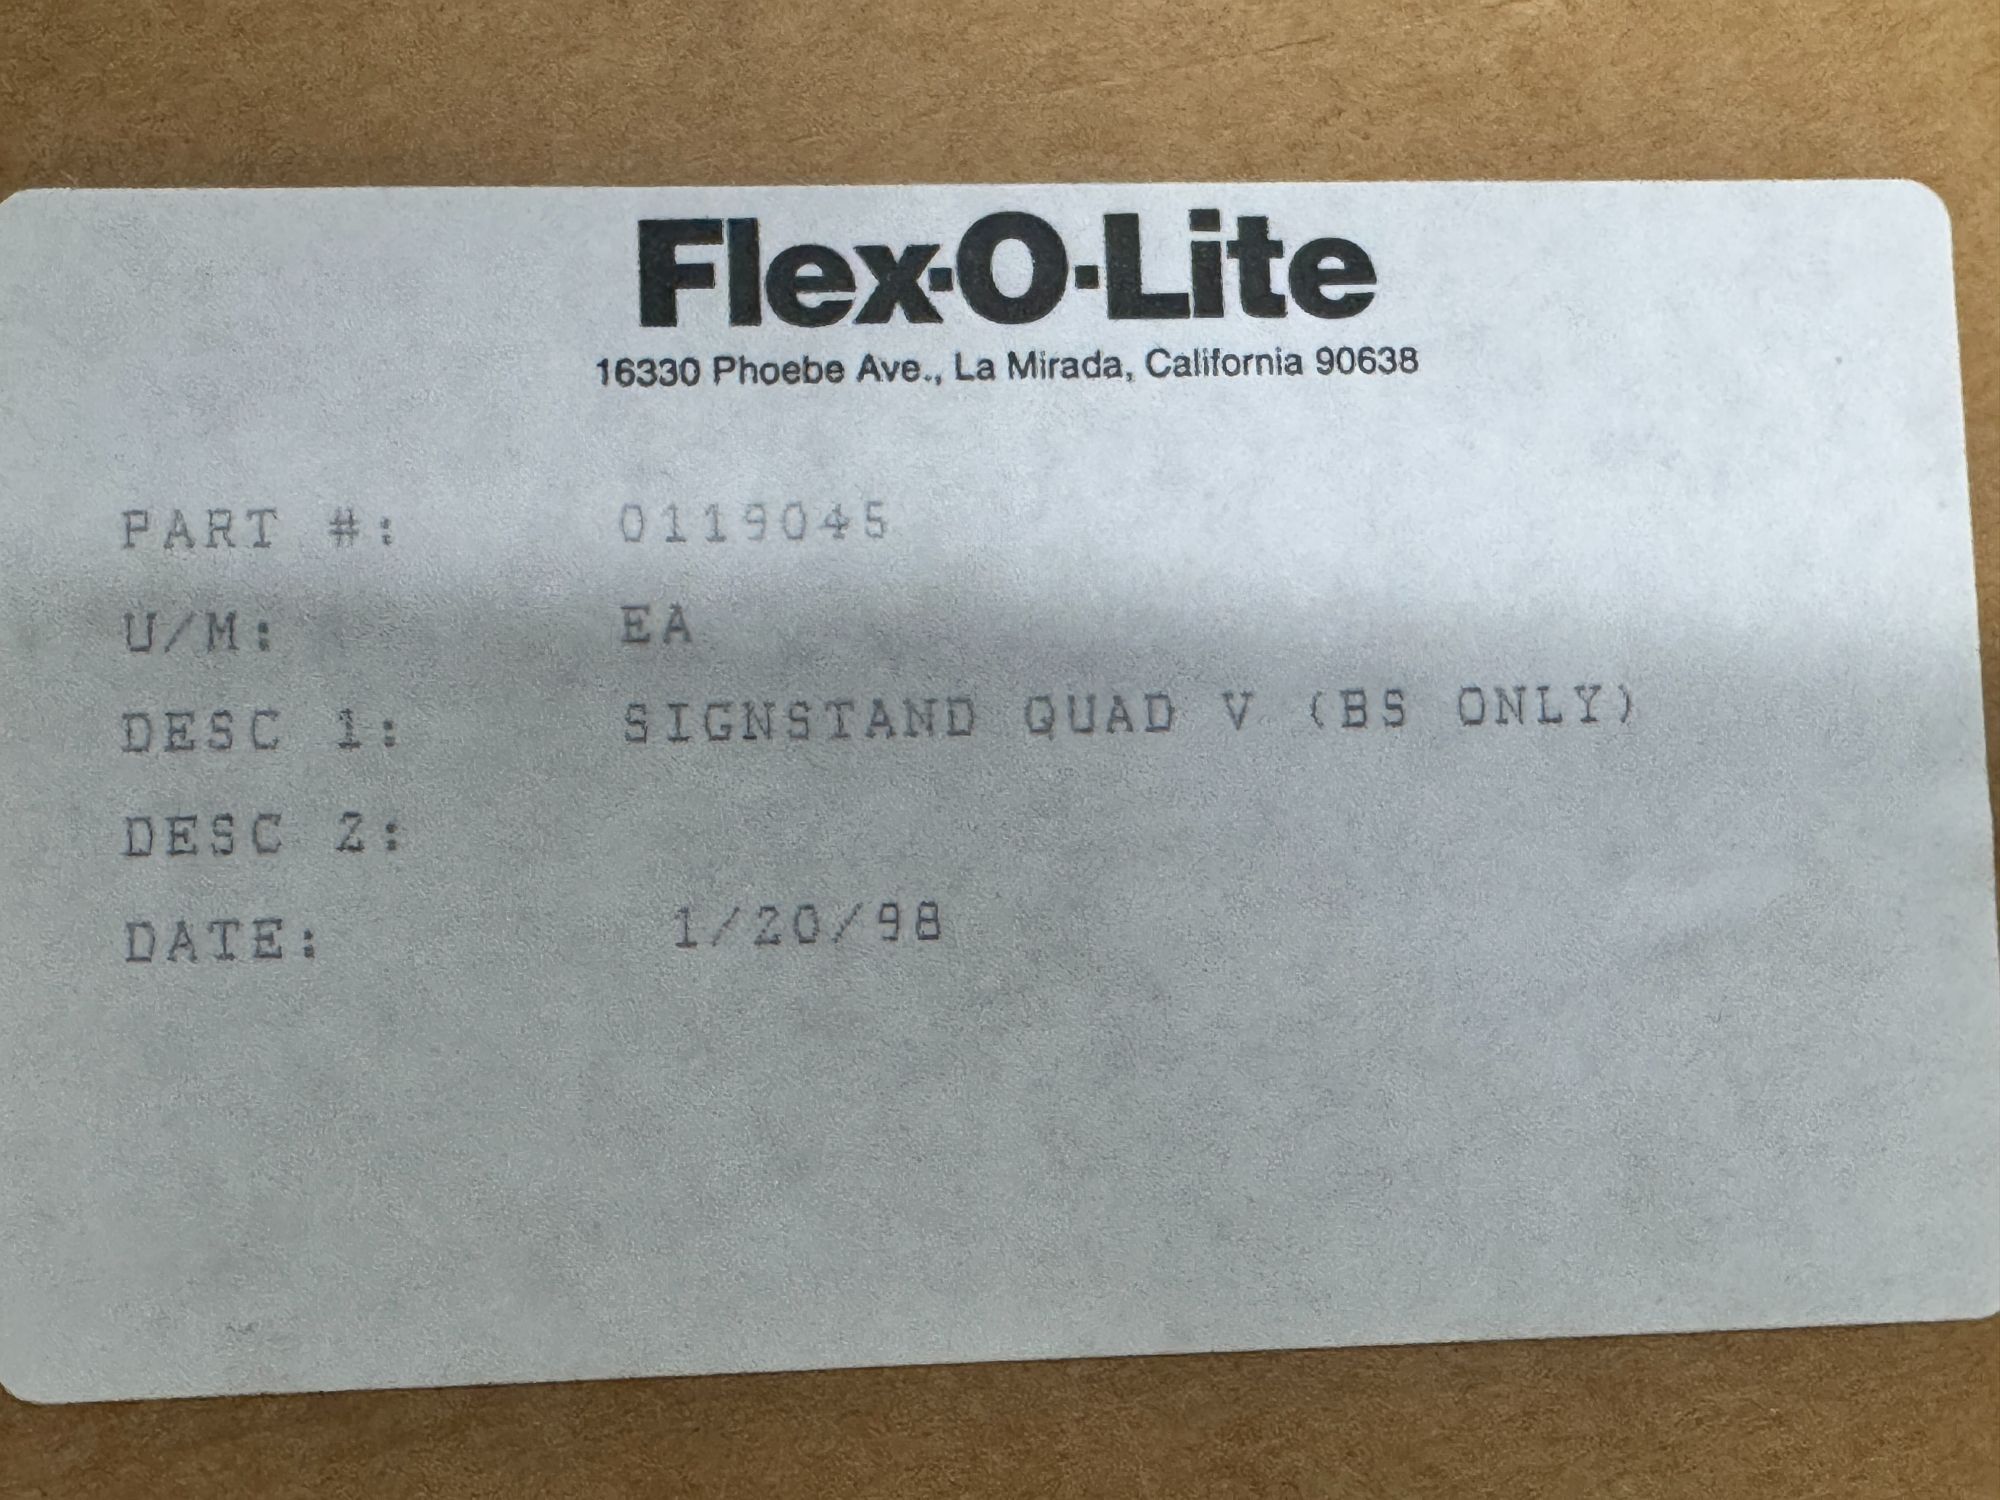 Flex·O·Lite
16330 Phoebe Ave., La Mirada, California 90638
PART #: 0119045
U/M: EA
DESC 1: SIGNSTAND QUAD V (BS ONLY)
DESC 2:
DATE: 1/20/98